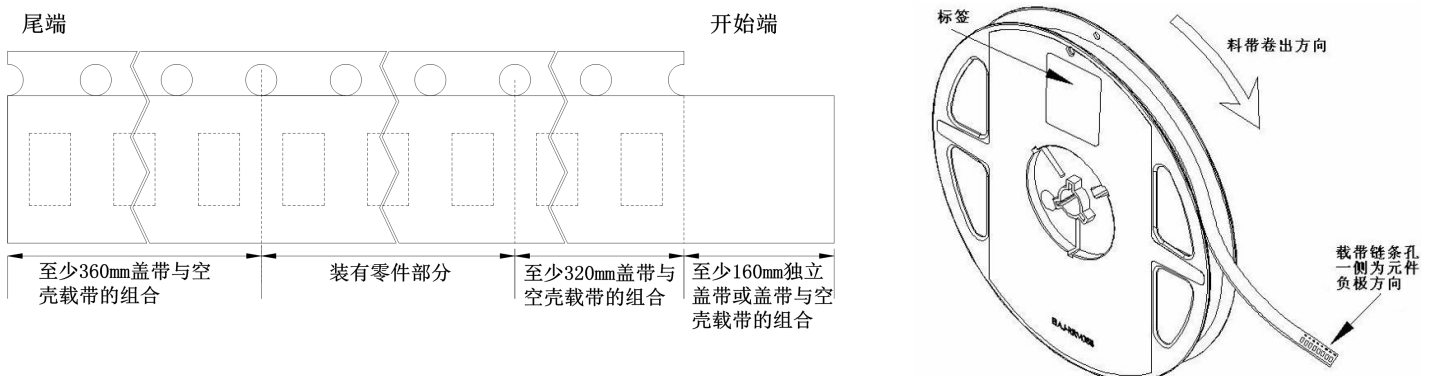 尾端
开始端
至少360mm盖带与空
壳载带的组合
装有零件部分
至少320mm盖带与
空壳载带的组合
至少160mm独立
盖带或盖带与空
壳载带的组合
标签
料带卷出方向
载带链条孔
一侧为元件
负极方向